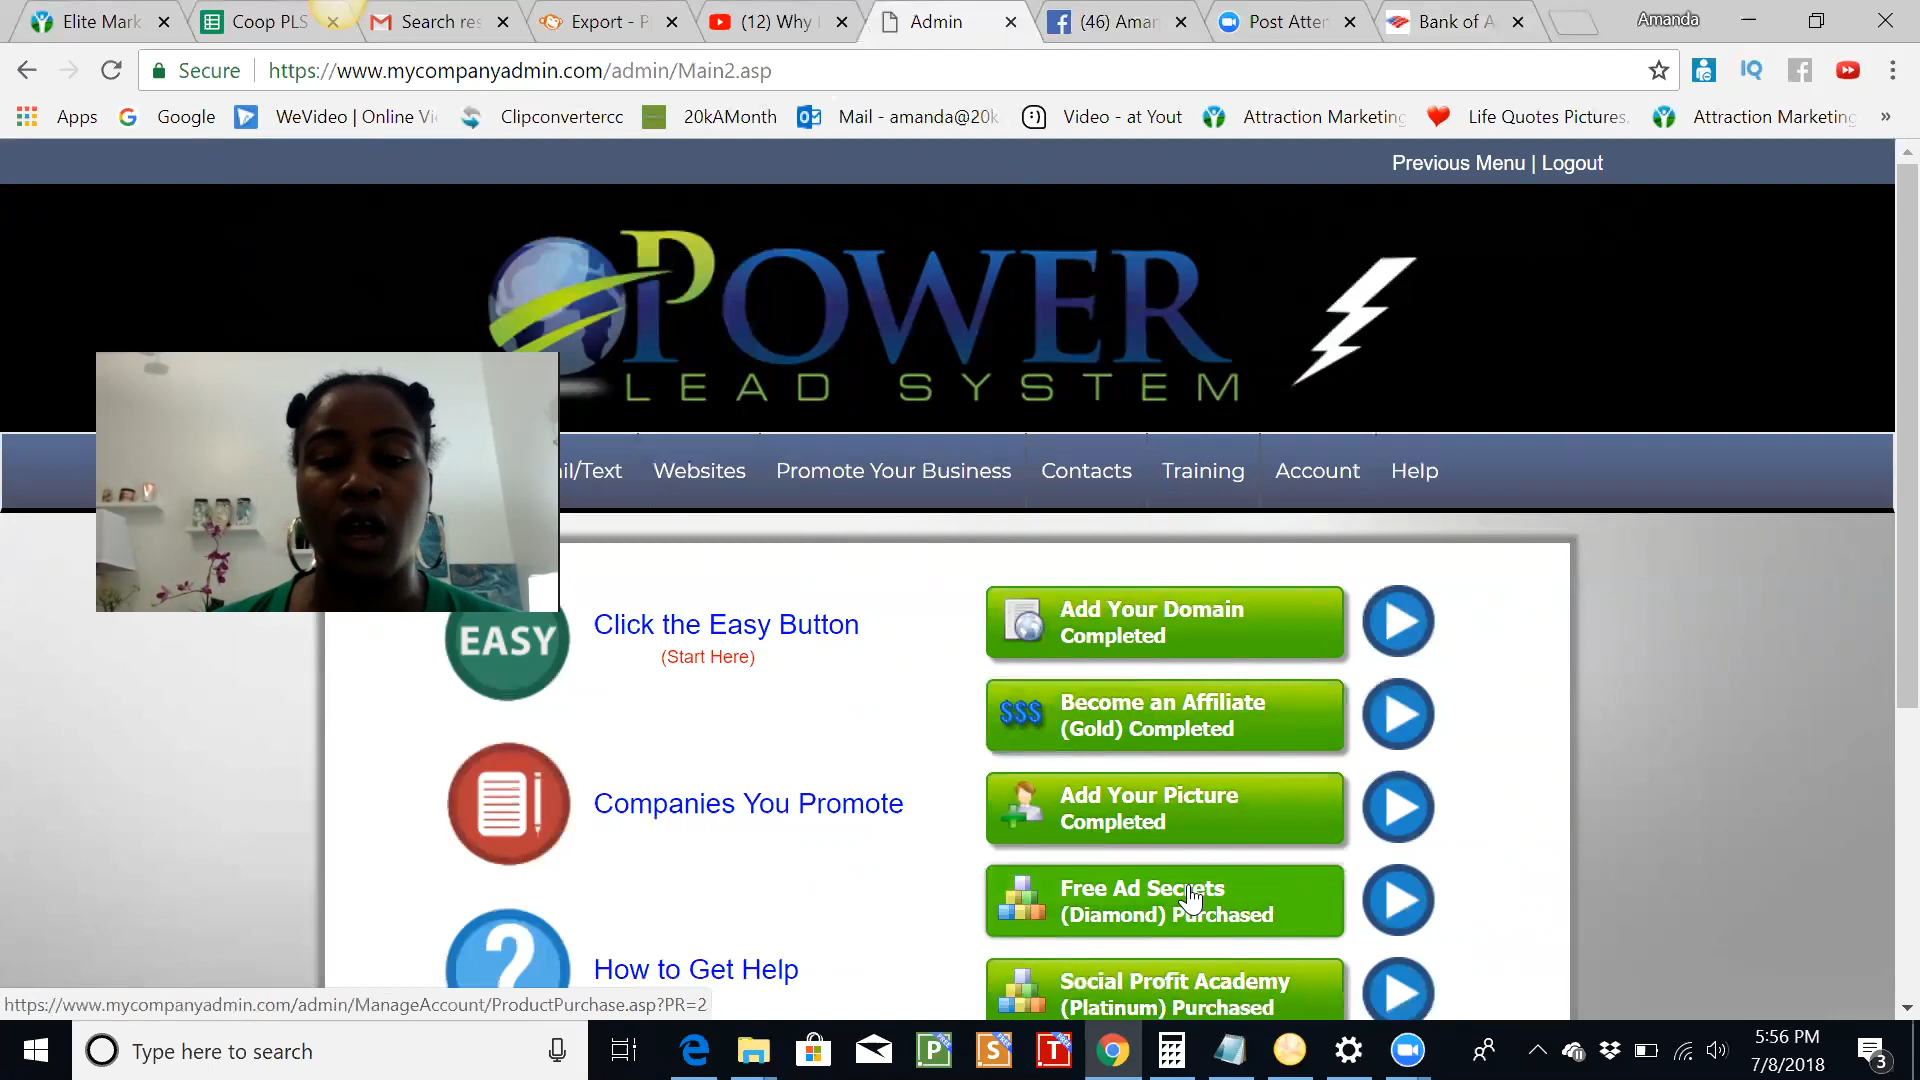 Elite Mark
Coop PLS
Search res
Export - P
(12) Why
Admin
(46) Aman
Post Atter
Bank of A
Amanda
Secure
https://www.mycompanyadmin.com/admin/Main2.asp
Apps
Google
WeVideo | Online Vi
Clipconvertercc
20kAMonth
Mail - amanda@20k
Video - at Yout
Attraction Marketing
Life Quotes Pictures
Attraction Marketing
»
Previous Menu | Logout
POWER
LEAD SYSTEM
il/Text
Websites
Promote Your Business
Contacts
Training
Account
Help
EASY
Click the Easy Button
(Start Here)
Companies You Promote
?
How to Get Help
Add Your Domain
Completed
$$$
Become an Affiliate
(Gold) Completed
Add Your Picture
Completed
Free Ad Secrets
(Diamond) Purchased
Social Profit Academy
(Platinum) Purchased
https://www.mycompanyadmin.com/admin/ManageAccount/ProductPurchase.asp?PR=2
Type here to search
5:56 PM
7/8/2018
3